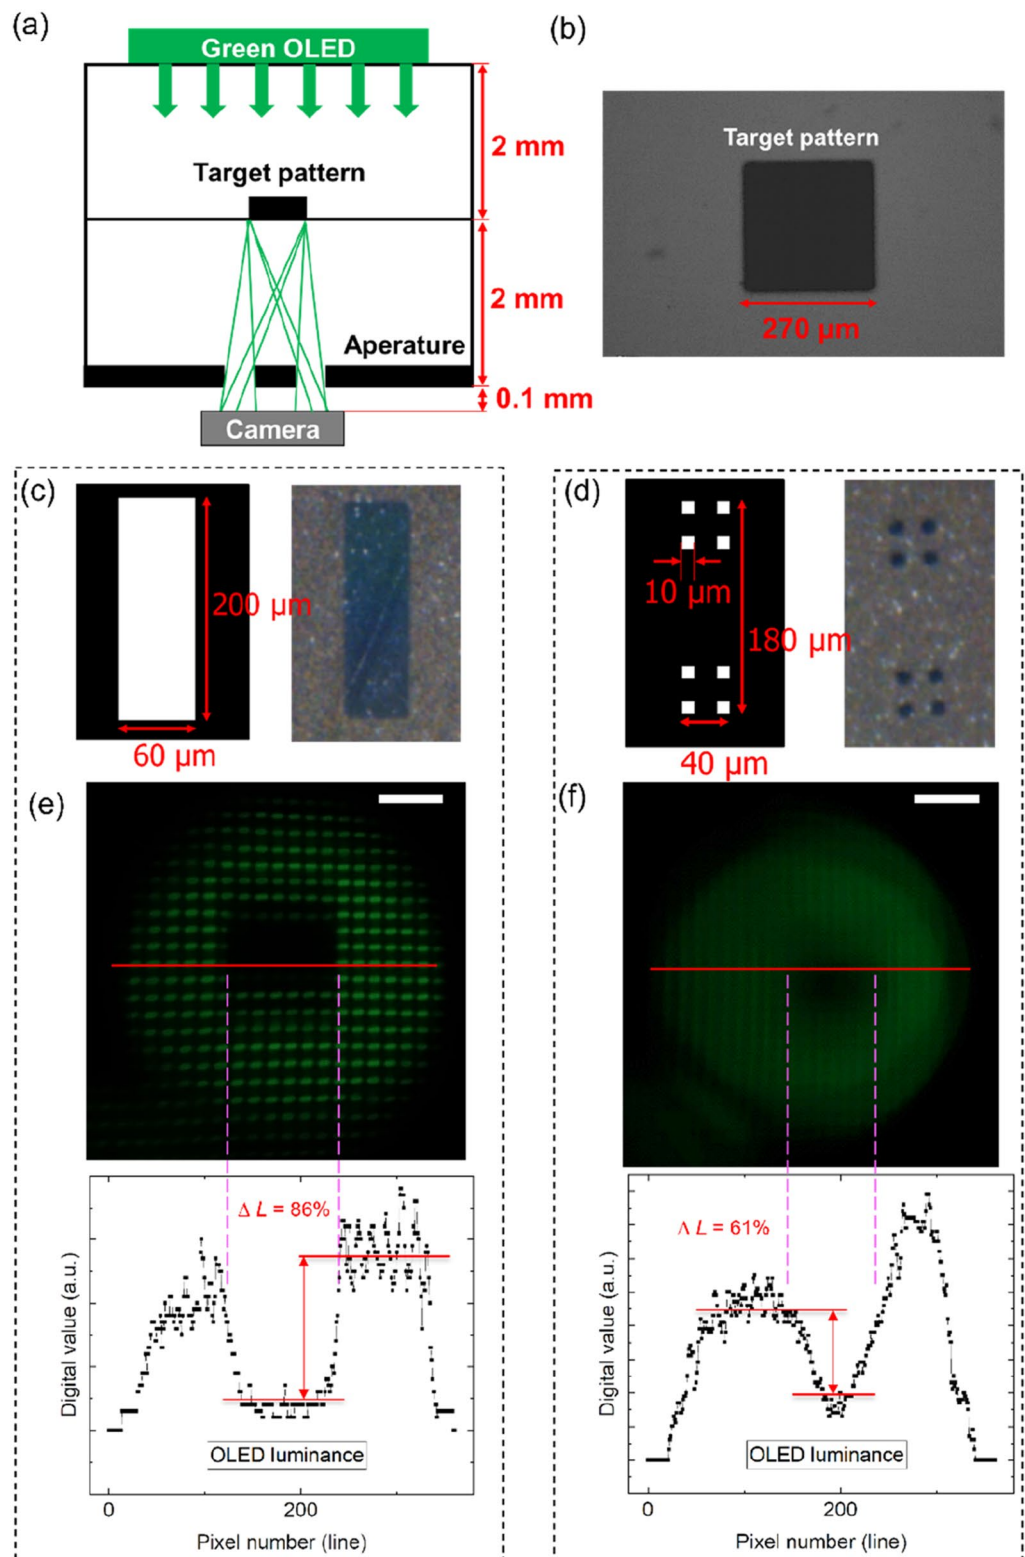 (a)
Green OLED
2 mm
Target pattern
2 mm
Aperature
0.1 mm
Camera
(b)
Target pattern
270 µm
(c)
200 µm
60 µm
(d)
10 µm
180 µm
40 µm
(e)
Δ L = 86%
Digital value (a.u.)
OLED luminance
0 200
Pixel number (line)
(f)
Λ L = 61%
Digital value (a.u.)
OLED luminance
0 200
Pixel number (line)